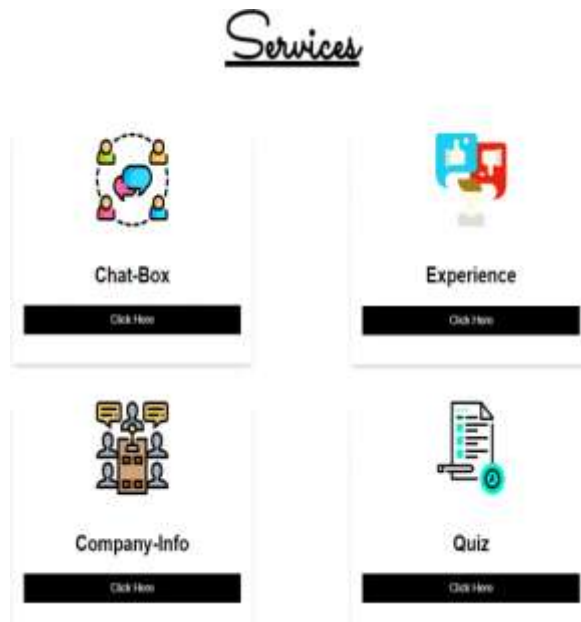 Services
Chat-Box
Experience
Click Here
Click Here
Company-Info
Quiz
Click Here
Click Here